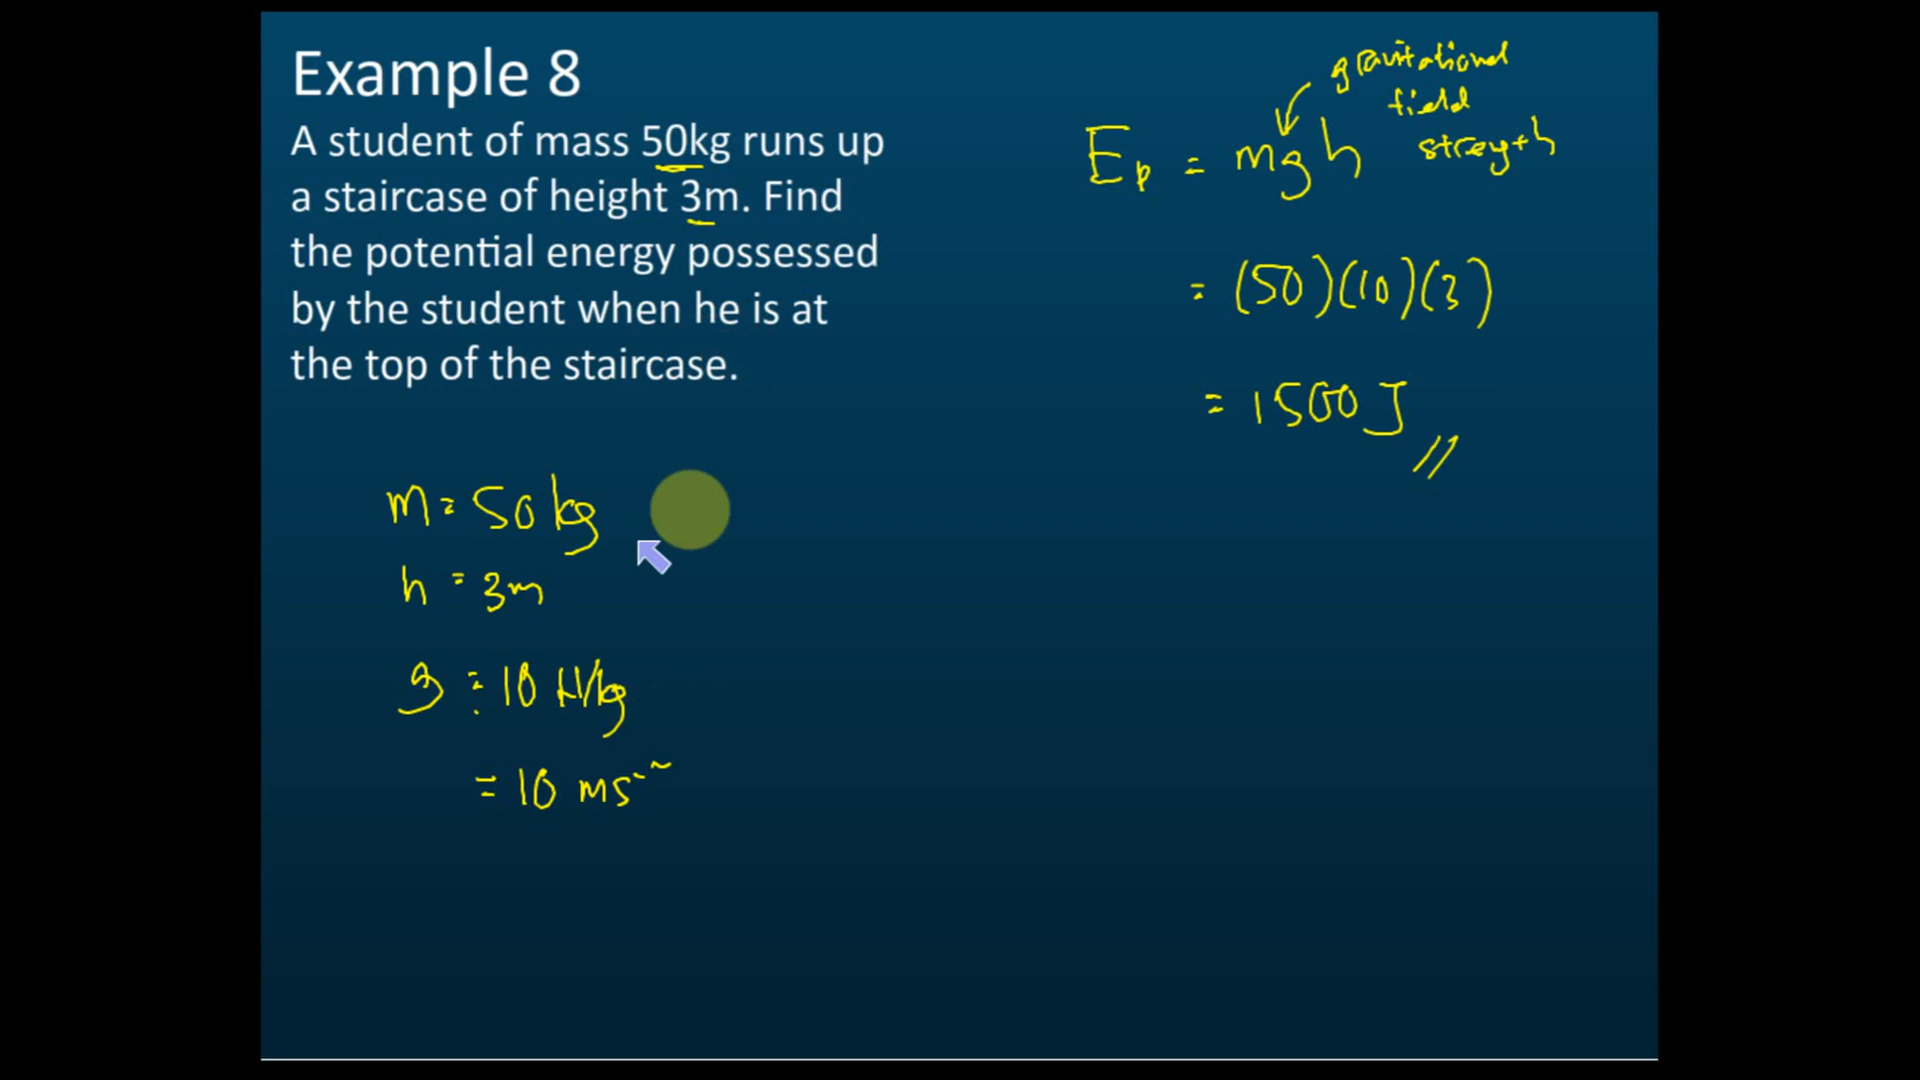 Example 8
A student of mass 50kg runs up
a staircase of height 3m. Find
the potential energy possessed
by the student when he is at
the top of the staircase.
m = 50 kg
h = 3m
g = 10 N/kg
= 10 ms⁻²
gravitational
field
strength
Eₚ = mgh
= (50)(10)(3)
= 1500 J //